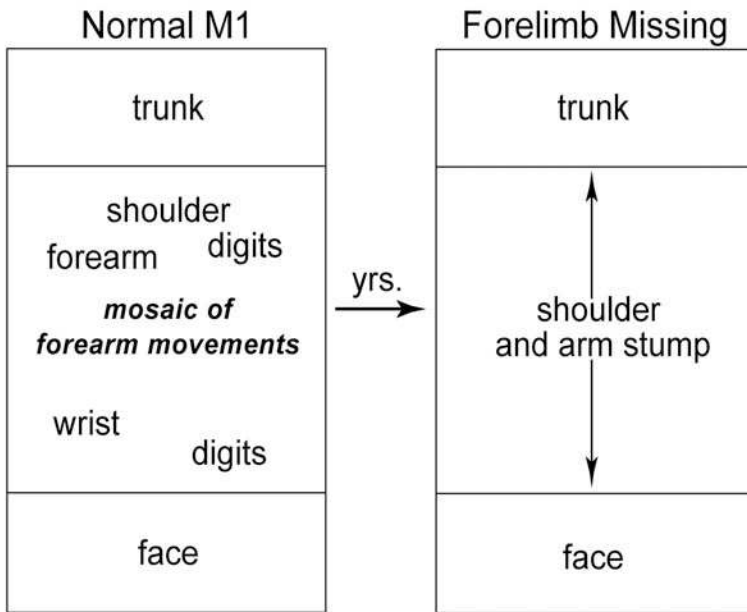 Normal M1
trunk
shoulder
forearm digits
mosaic of
forearm movements
wrist
digits
face
yrs.
Forelimb Missing
trunk
shoulder
and arm stump
face